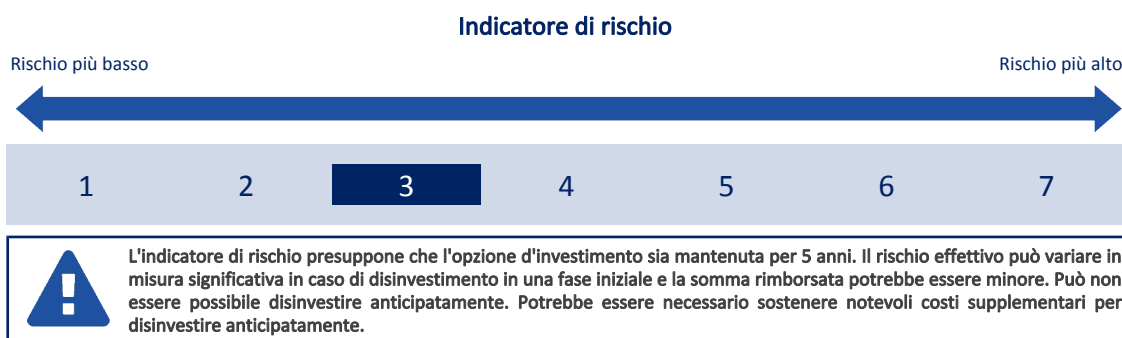 Indicatore di rischio
Rischio più basso
Rischio più alto
1 2 3 4 5 6 7
L'indicatore di rischio presuppone che l'opzione d'investimento sia mantenuta per 5 anni. Il rischio effettivo può variare in
misura significativa in caso di disinvestimento in una fase iniziale e la somma rimborsata potrebbe essere minore. Può non
essere possibile disinvestire anticipatamente. Potrebbe essere necessario sostenere notevoli costi supplementari per
disinvestire anticipatamente.